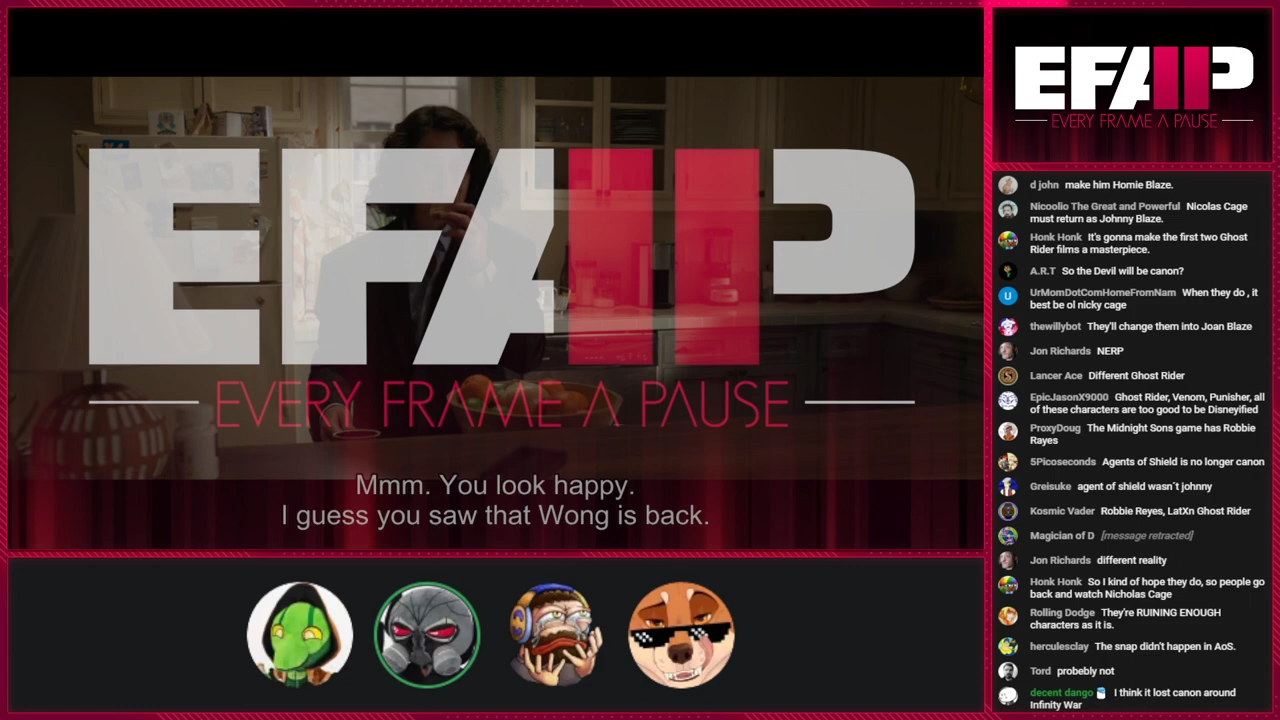 EFAP
EVERY FRAME A PAUSE
Mmm. You look happy.
I guess you saw that Wong is back.
EFAP
EVERY FRAME A PAUSE
d john make him Homie Blaze.
Nicoolio The Great and Powerful Nicolas Cage
must return as Johnny Blaze.
Honk Honk It's gonna make the first two Ghost
Rider films a masterpiece.
A.R.T So the Devil will be canon?
U
UrMomDotComHomeFromNam When they do , it
best be ol nicky cage
thewillybot They'll change them into Joan Blaze
Jon Richards NERP
Lancer Ace Different Ghost Rider
EpicJasonX9000 Ghost Rider, Venom, Punisher, all
of these characters are too good to be Disneyified
ProxyDoug The Midnight Sons game has Robbie
Rayes
5Picoseconds Agents of Shield is no longer canon
Greisuke agent of shield wasn´t johnny
Kosmic Vader Robbie Reyes, LatXn Ghost Rider
Magician of D [message retracted]
Jon Richards different reality
Honk Honk So I kind of hope they do, so people go
back and watch Nicholas Cage
Rolling Dodge They're RUINING ENOUGH
characters as it is.
herculesclay The snap didn't happen in AoS.
Tord probebly not
decent dango I think it lost canon around
Infinity War